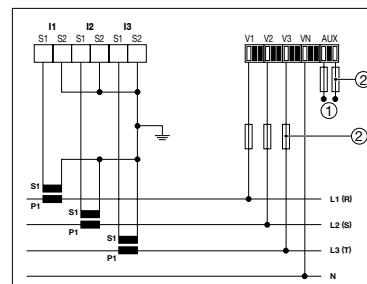 I1 I2 I3
S1 S2 S1 S2 S1 S2
V1 V2 V3 VN AUX
2
1
2
S1
L1 (R)
P1
S1
L2 (S)
P1
S1
L3 (T)
P1
N